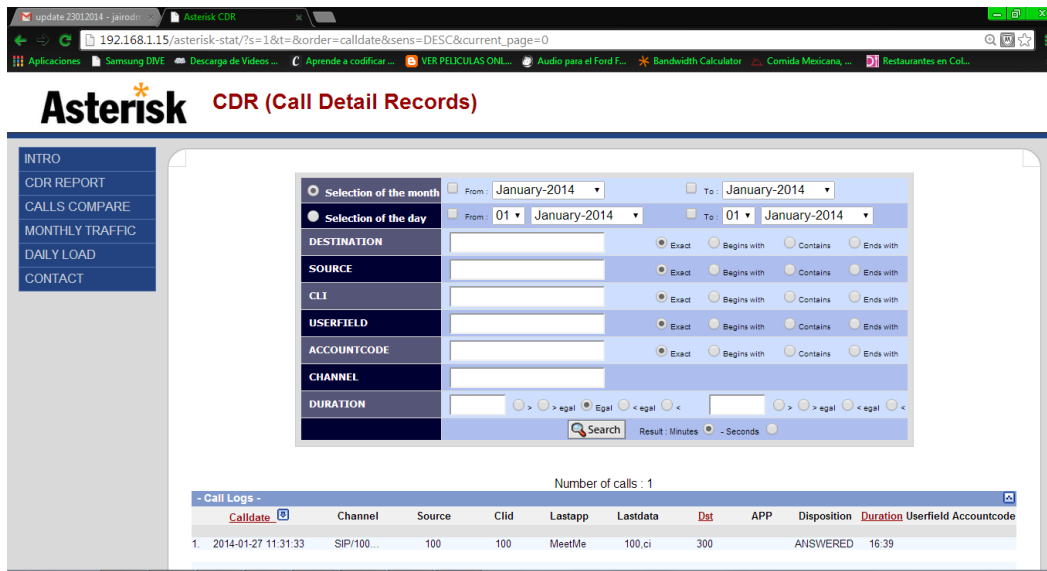 update 23012014 - jairodn
Asterisk CDR
192.168.1.15/asterisk-stat/?s=1&t=&order=calldate&sens=DESC&current_page=0
Aplicaciones Samsung DIVE Descarga de Videos ... Aprende a codificar ... VER PELICULAS ONL... Audio para el Ford F... Bandwidth Calculator Comida Mexicana, ... Restaurantes en Col...
Asterisk CDR (Call Detail Records)
INTRO
CDR REPORT
CALLS COMPARE
MONTHLY TRAFFIC
DAILY LOAD
CONTACT
Selection of the month From : January-2014 To : January-2014
Selection of the day From : 01 January-2014 To : 01 January-2014
DESTINATION Exact Begins with Contains Ends with
SOURCE Exact Begins with Contains Ends with
CLI Exact Begins with Contains Ends with
USERFIELD Exact Begins with Contains Ends with
ACCOUNTCODE Exact Begins with Contains Ends with
CHANNEL
DURATION > > egal Egal < egal < > > egal < egal <
Search Result : Minutes - Seconds
Number of calls : 1
- Call Logs -
Calldate Channel Source Clid Lastapp Lastdata Dst APP Disposition Duration Userfield Accountcode
1. 2014-01-27 11:31:33 SIP/100... 100 100 MeetMe 100,ci 300 ANSWERED 16:39